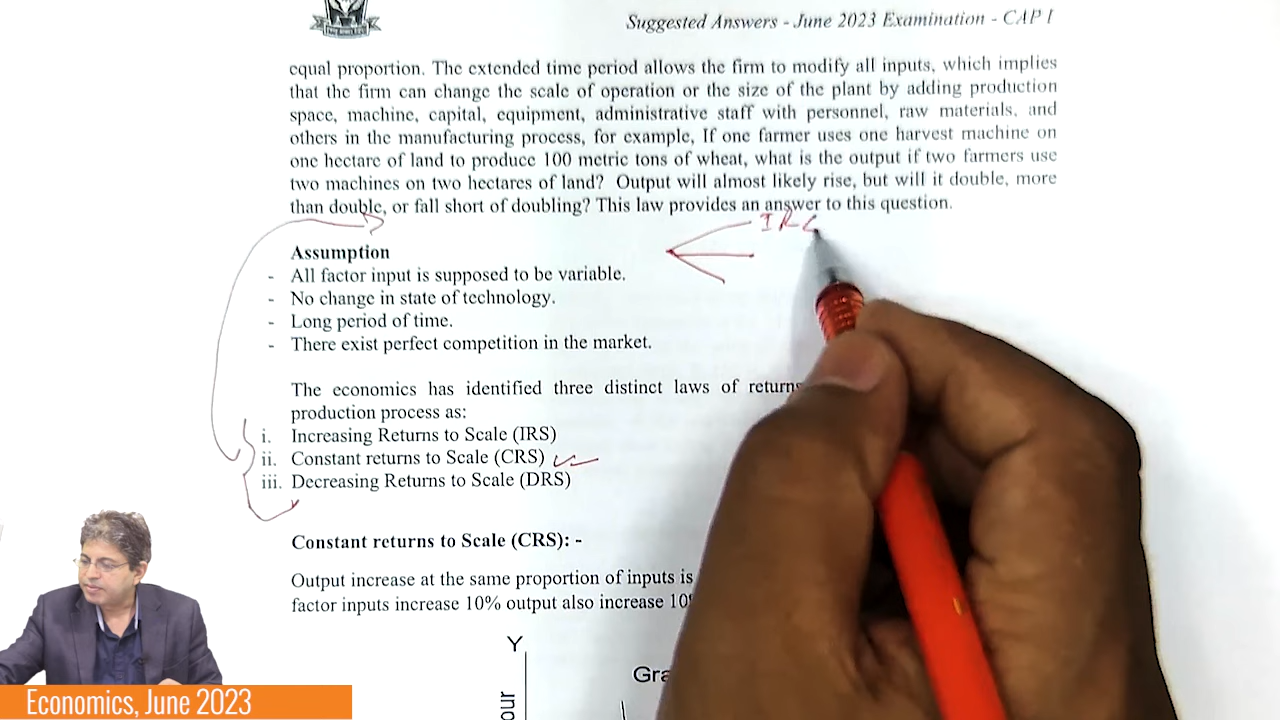 Suggested Answers - June 2023 Examination - CAP I
equal proportion. The extended time period allows the firm to modify all inputs, which implies
that the firm can change the scale of operation or the size of the plant by adding production
space, machine, capital, equipment, administrative staff with personnel, raw materials, and
others in the manufacturing process, for example, If one farmer uses one harvest machine on
one hectare of land to produce 100 metric tons of wheat, what is the output if two farmers use
two machines on two hectares of land? Output will almost likely rise, but will it double, more
than double, or fall short of doubling? This law provides an answer to this question.
Assumption
- All factor input is supposed to be variable.
- No change in state of technology.
- Long period of time.
- There exist perfect competition in the market.
The economics has identified three distinct laws of returns
production process as:
i. Increasing Returns to Scale (IRS)
ii. Constant returns to Scale (CRS)
iii. Decreasing Returns to Scale (DRS)
Constant returns to Scale (CRS): -
Output increase at the same proportion of inputs is
factor inputs increase 10% output also increase
Y
Economics, June 2023